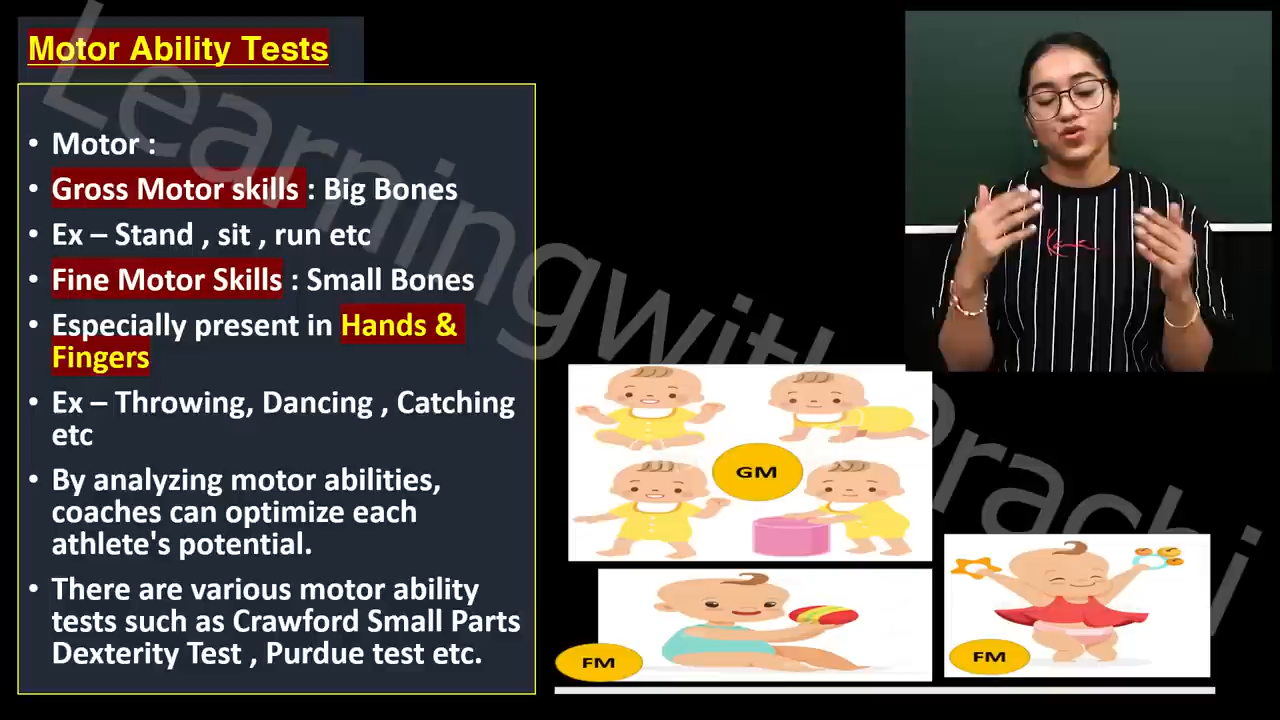 Motor Ability Tests
• Motor :
• Gross Motor skills : Big Bones
• Ex – Stand , sit , run etc
• Fine Motor Skills : Small Bones
• Especially present in Hands &
Fingers
• Ex – Throwing, Dancing , Catching
etc
• By analyzing motor abilities,
coaches can optimize each
athlete's potential.
• There are various motor ability
tests such as Crawford Small Parts
Dexterity Test , Purdue test etc.
GM
FM
FM